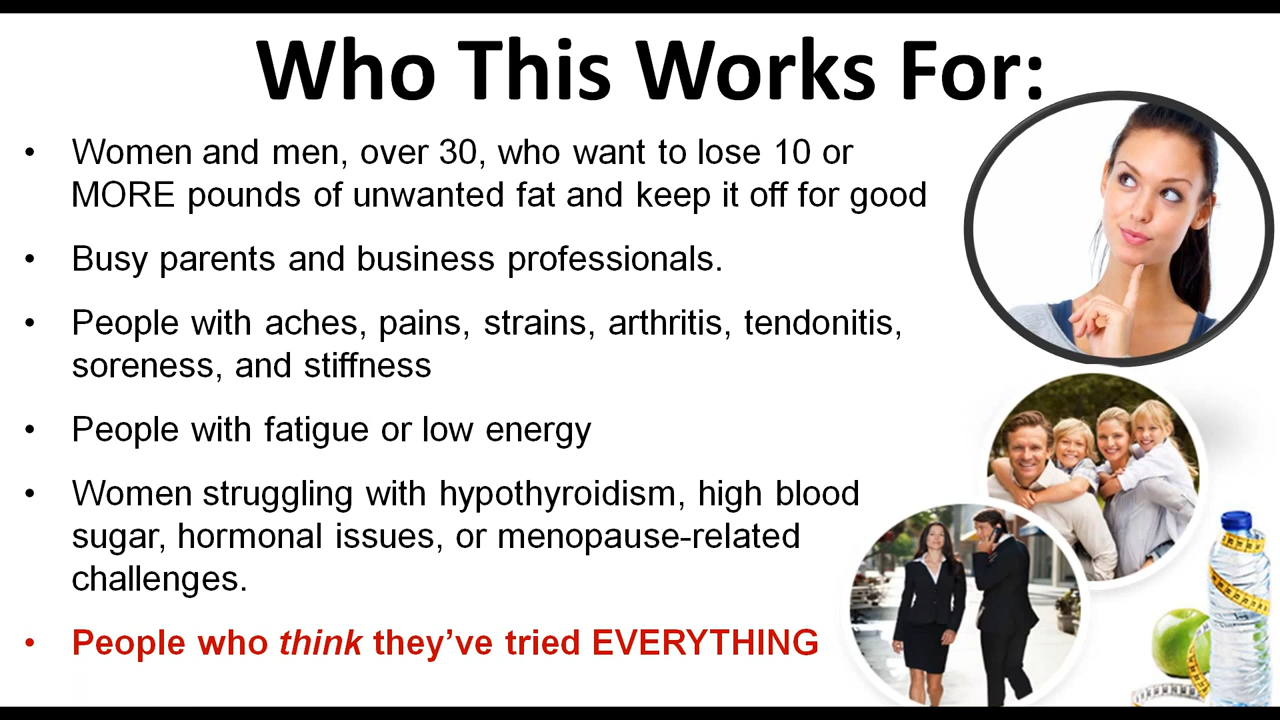 Who This Works For:
• Women and men, over 30, who want to lose 10 or
MORE pounds of unwanted fat and keep it off for good
• Busy parents and business professionals.
• People with aches, pains, strains, arthritis, tendonitis,
soreness, and stiffness
• People with fatigue or low energy
• Women struggling with hypothyroidism, high blood
sugar, hormonal issues, or menopause-related
challenges.
• People who think they’ve tried EVERYTHING